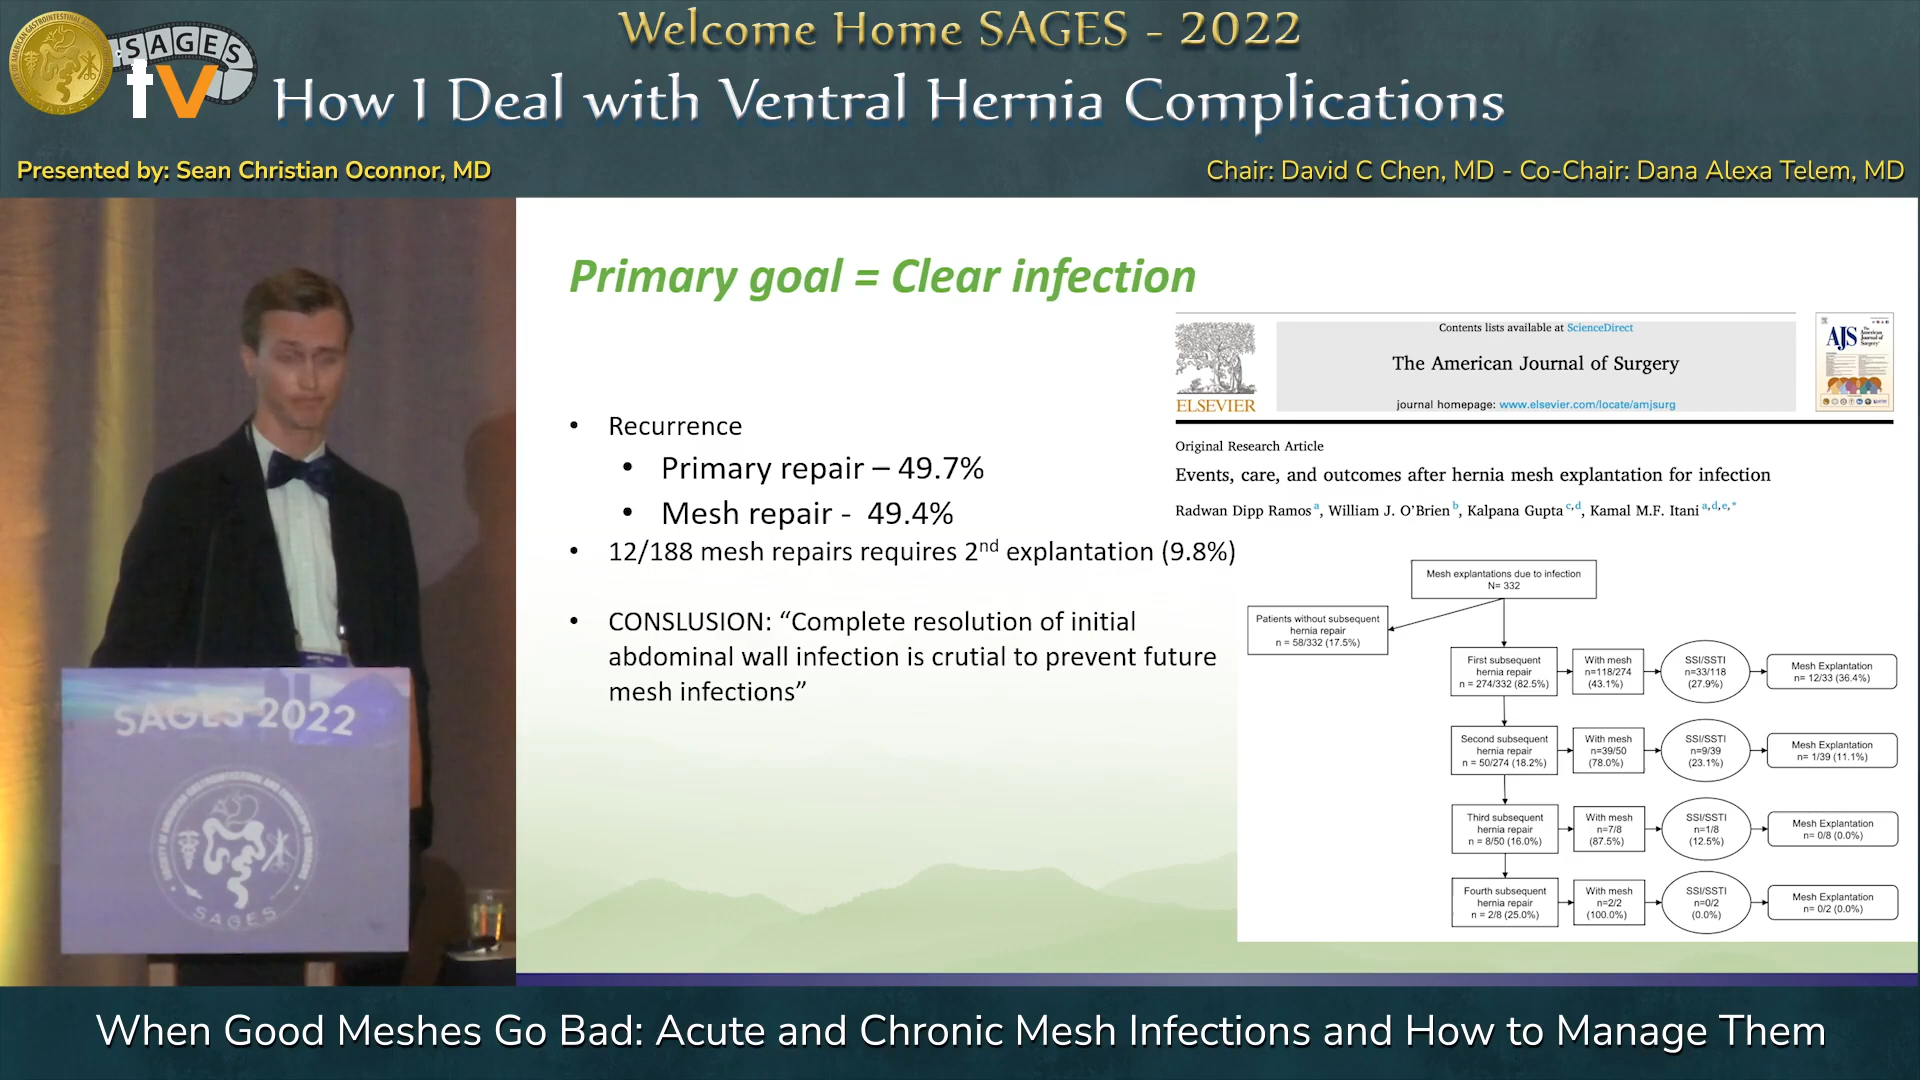 Welcome Home SAGES - 2022
SAGES
tv
How I Deal with Ventral Hernia Complications
Presented by: Sean Christian Oconnor, MD
Chair: David C Chen, MD - Co-Chair: Dana Alexa Telem, MD
Primary goal = Clear infection
• Recurrence
• Primary repair – 49.7%
• Mesh repair - 49.4%
• 12/188 mesh repairs requires 2nd explantation (9.8%)
• CONSLUSION: “Complete resolution of initial
abdominal wall infection is crutial to prevent future
mesh infections”
ELSEVIER
Contents lists available at ScienceDirect
The American Journal of Surgery
journal homepage: www.elsevier.com/locate/amjsurg
AJS
The
American
Journal of
Surgery
Original Research Article
Events, care, and outcomes after hernia mesh explantation for infection
Radwan Dipp Ramos a, William J. O’Brien b, Kalpana Gupta c,d, Kamal M.F. Itani a,d,e,*
Mesh explantations due to infection
N= 332
Patients without subsequent
hernia repair
n = 58/332 (17.5%)
First subsequent
hernia repair
n = 274/332 (82.5%)
With mesh
n=118/274
(43.1%)
SSI/SSTI
n=33/118
(27.9%)
Mesh Explantation
n= 12/33 (36.4%)
Second subsequent
hernia repair
n = 50/274 (18.2%)
With mesh
n=39/50
(78.0%)
SSI/SSTI
n=9/39
(23.1%)
Mesh Explantation
n= 1/39 (11.1%)
Third subsequent
hernia repair
n = 8/50 (16.0%)
With mesh
n=7/8
(87.5%)
SSI/SSTI
n=1/8
(12.5%)
Mesh Explantation
n= 0/8 (0.0%)
Fourth subsequent
hernia repair
n = 2/8 (25.0%)
With mesh
n=2/2
(100.0%)
SSI/SSTI
n=0/2
(0.0%)
Mesh Explantation
n= 0/2 (0.0%)
SAGES 2022
SAGES
When Good Meshes Go Bad: Acute and Chronic Mesh Infections and How to Manage Them